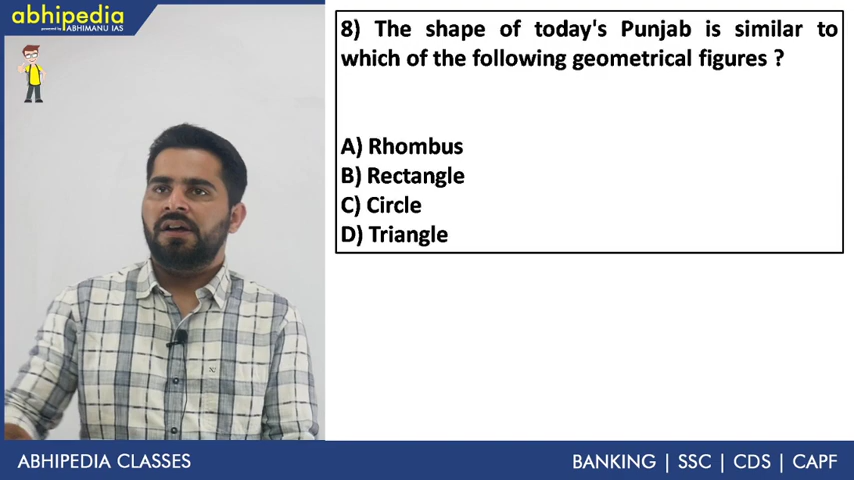 abhipedia
powered by ABHIMANU IAS
8) The shape of today's Punjab is similar to
which of the following geometrical figures ?
A) Rhombus
B) Rectangle
C) Circle
D) Triangle
ABHIPEDIA CLASSES
BANKING | SSC | CDS | CAPF